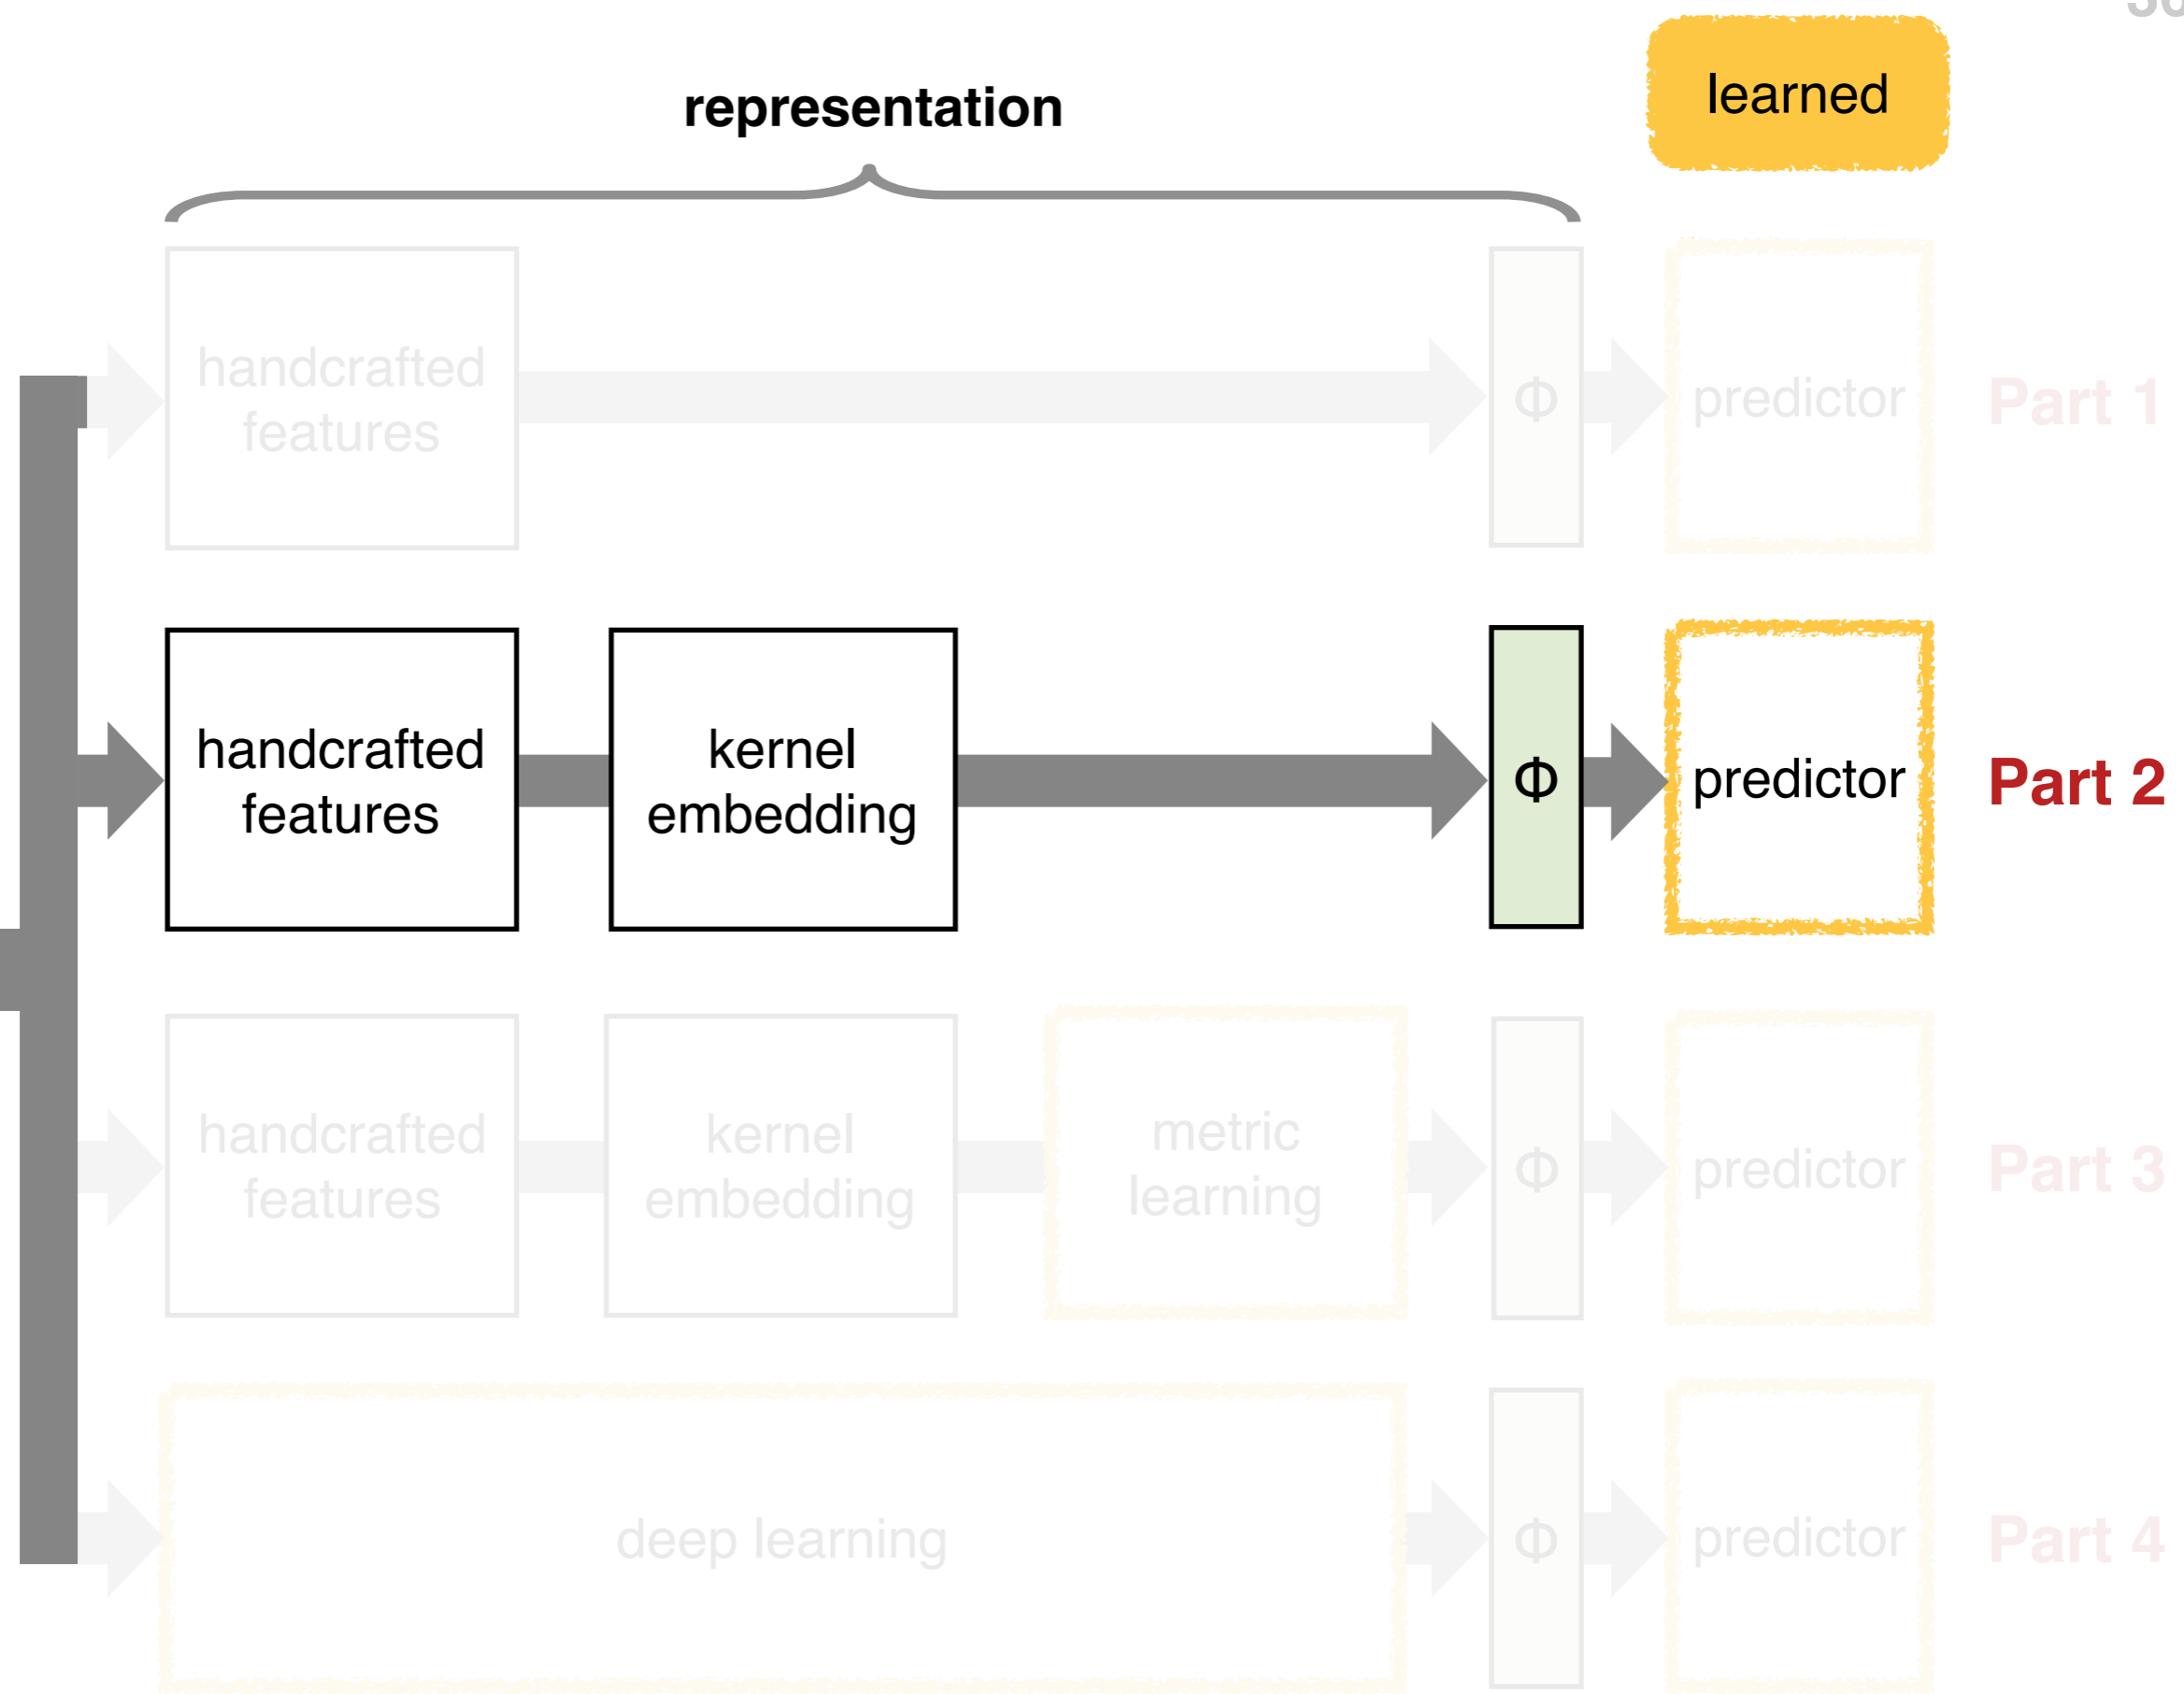 representation
learned
handcrafted
features
Φ
predictor
Part 1
handcrafted
features
kernel
embedding
Φ
predictor
Part 2
handcrafted
features
kernel
embedding
metric
learning
Φ
predictor
Part 3
deep learning
Φ
predictor
Part 4